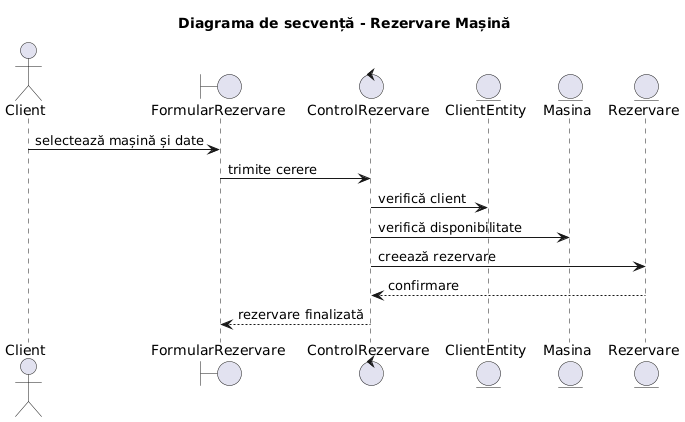 Diagrama de secvență - Rezervare Mașină
Client FormularRezervare ControlRezervare ClientEntity Masina Rezervare
selectează mașină și date
trimite cerere
verifică client
verifică disponibilitate
creează rezervare
confirmare
rezervare finalizată
Client FormularRezervare ControlRezervare ClientEntity Masina Rezervare